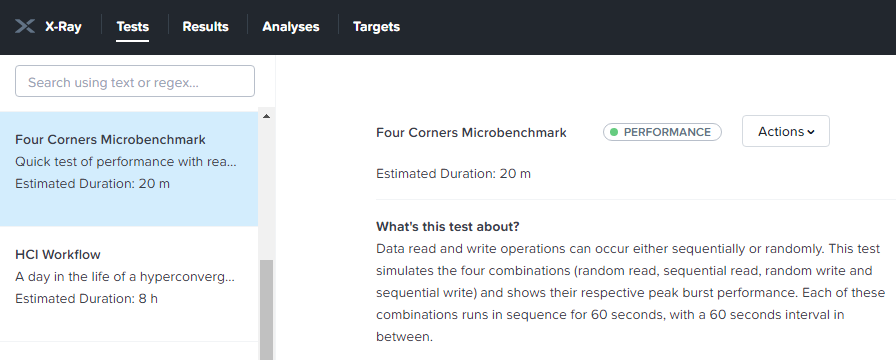 X-Ray
Tests
Results
Analyses
Targets
Search using text or regex...
Four Corners Microbenchmark
Quick test of performance with rea...
Estimated Duration: 20 m
HCI Workflow
A day in the life of a hyperconverg...
Estimated Duration: 8 h
Four Corners Microbenchmark
PERFORMANCE
Actions
Estimated Duration: 20 m
What's this test about?
Data read and write operations can occur either sequentially or randomly. This test
simulates the four combinations (random read, sequential read, random write and
sequential write) and shows their respective peak burst performance. Each of these
combinations runs in sequence for 60 seconds, with a 60 seconds interval in
between.